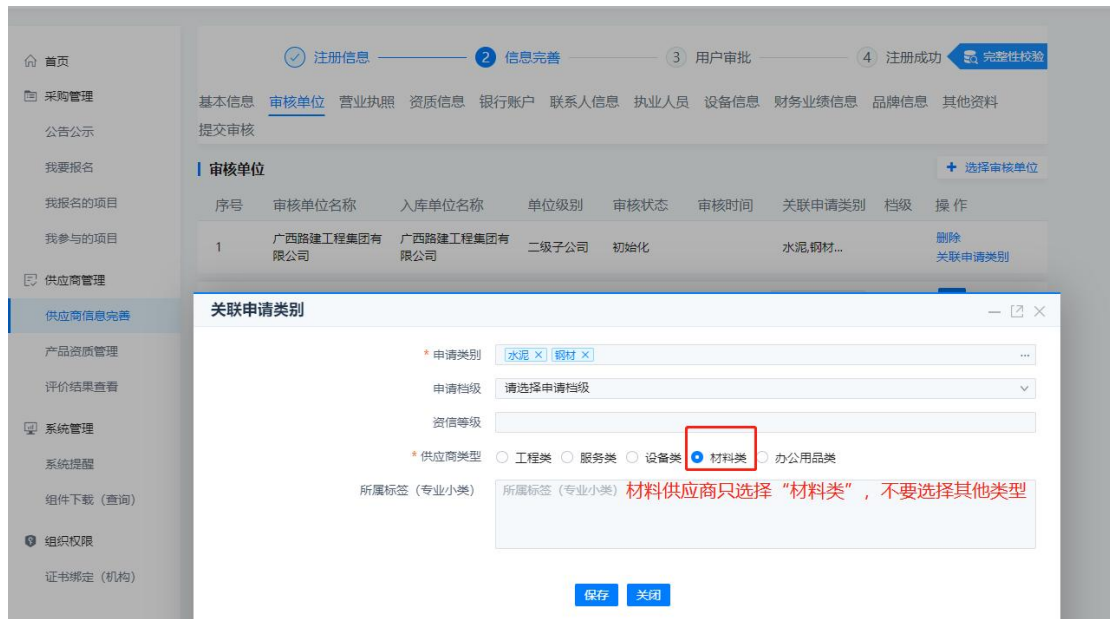 首页
采购管理
公告公示
我要报名
我报名的项目
我参与的项目
供应商管理
供应商信息完善
产品资质管理
评价结果查看
系统管理
系统提醒
组件下载（查询）
组织权限
证书绑定（机构）
注册信息 2 信息完善 3 用户审批 4 注册成功 完整性校验
基本信息 审核单位 营业执照 资质信息 银行账户 联系人信息 执业人员 设备信息 财务业绩信息 品牌信息 其他资料
提交审核
审核单位 + 选择审核单位
序号 审核单位名称 入库单位名称 单位级别 审核状态 审核时间 关联申请类别 档级 操作
1 广西路建工程集团有限公司 广西路建工程集团有限公司 二级子公司 初始化 水泥,钢材... 删除
关联申请类别
关联申请类别
* 申请类别 水泥 × 钢材 × ...
申请档级 请选择申请档级
资信等级
* 供应商类型 工程类 服务类 设备类 材料类 办公用品类
所属标签（专业小类） 所属标签（专业小类） 材料供应商只选择“材料类”，不要选择其他类型
保存 关闭